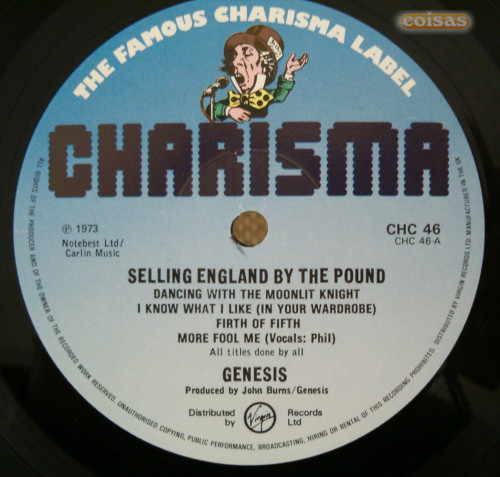 eoisas
THE FAMOUS CHARISMA LABEL
CHARISMA
℗ 1973
Notebest Ltd/
Carlin Music
CHC 46
CHC 46-A
SELLING ENGLAND BY THE POUND
DANCING WITH THE MOONLIT KNIGHT
I KNOW WHAT I LIKE (IN YOUR WARDROBE)
FIRTH OF FIFTH
MORE FOOL ME (Vocals: Phil)
All titles done by all
GENESIS
Produced by John Burns/Genesis
Distributed by Virgin Records Ltd
ALL RIGHTS OF THE PRODUCER AND OF THE OWNER OF THE RECORDED WORK RESERVED. UNAUTHORISED COPYING, PUBLIC PERFORMANCE, BROADCASTING, HIRING OR RENTAL OF THIS RECORDING PROHIBITED. DISTRIBUTED BY VIRGIN RECORDS LTD. MANUFACTURED IN THE UK